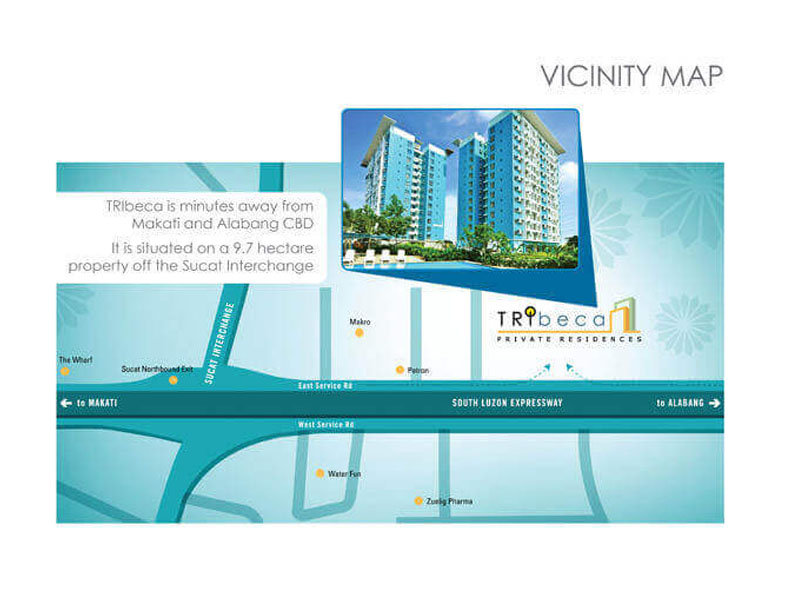 VICINITY MAP
TRIbeca is minutes away from
Makati and Alabang CBD
It is situated on a 9.7 hectare
property off the Sucat Interchange
TRIbeca
PRIVATE RESIDENCES
SUCAT INTERCHANGE
Makro
The Wharf
Sucat Northbound Exit
Petron
East Service Rd
to MAKATI
SOUTH LUZON EXPRESSWAY
to ALABANG
West Service Rd
Water Fun
Zuelig Pharma